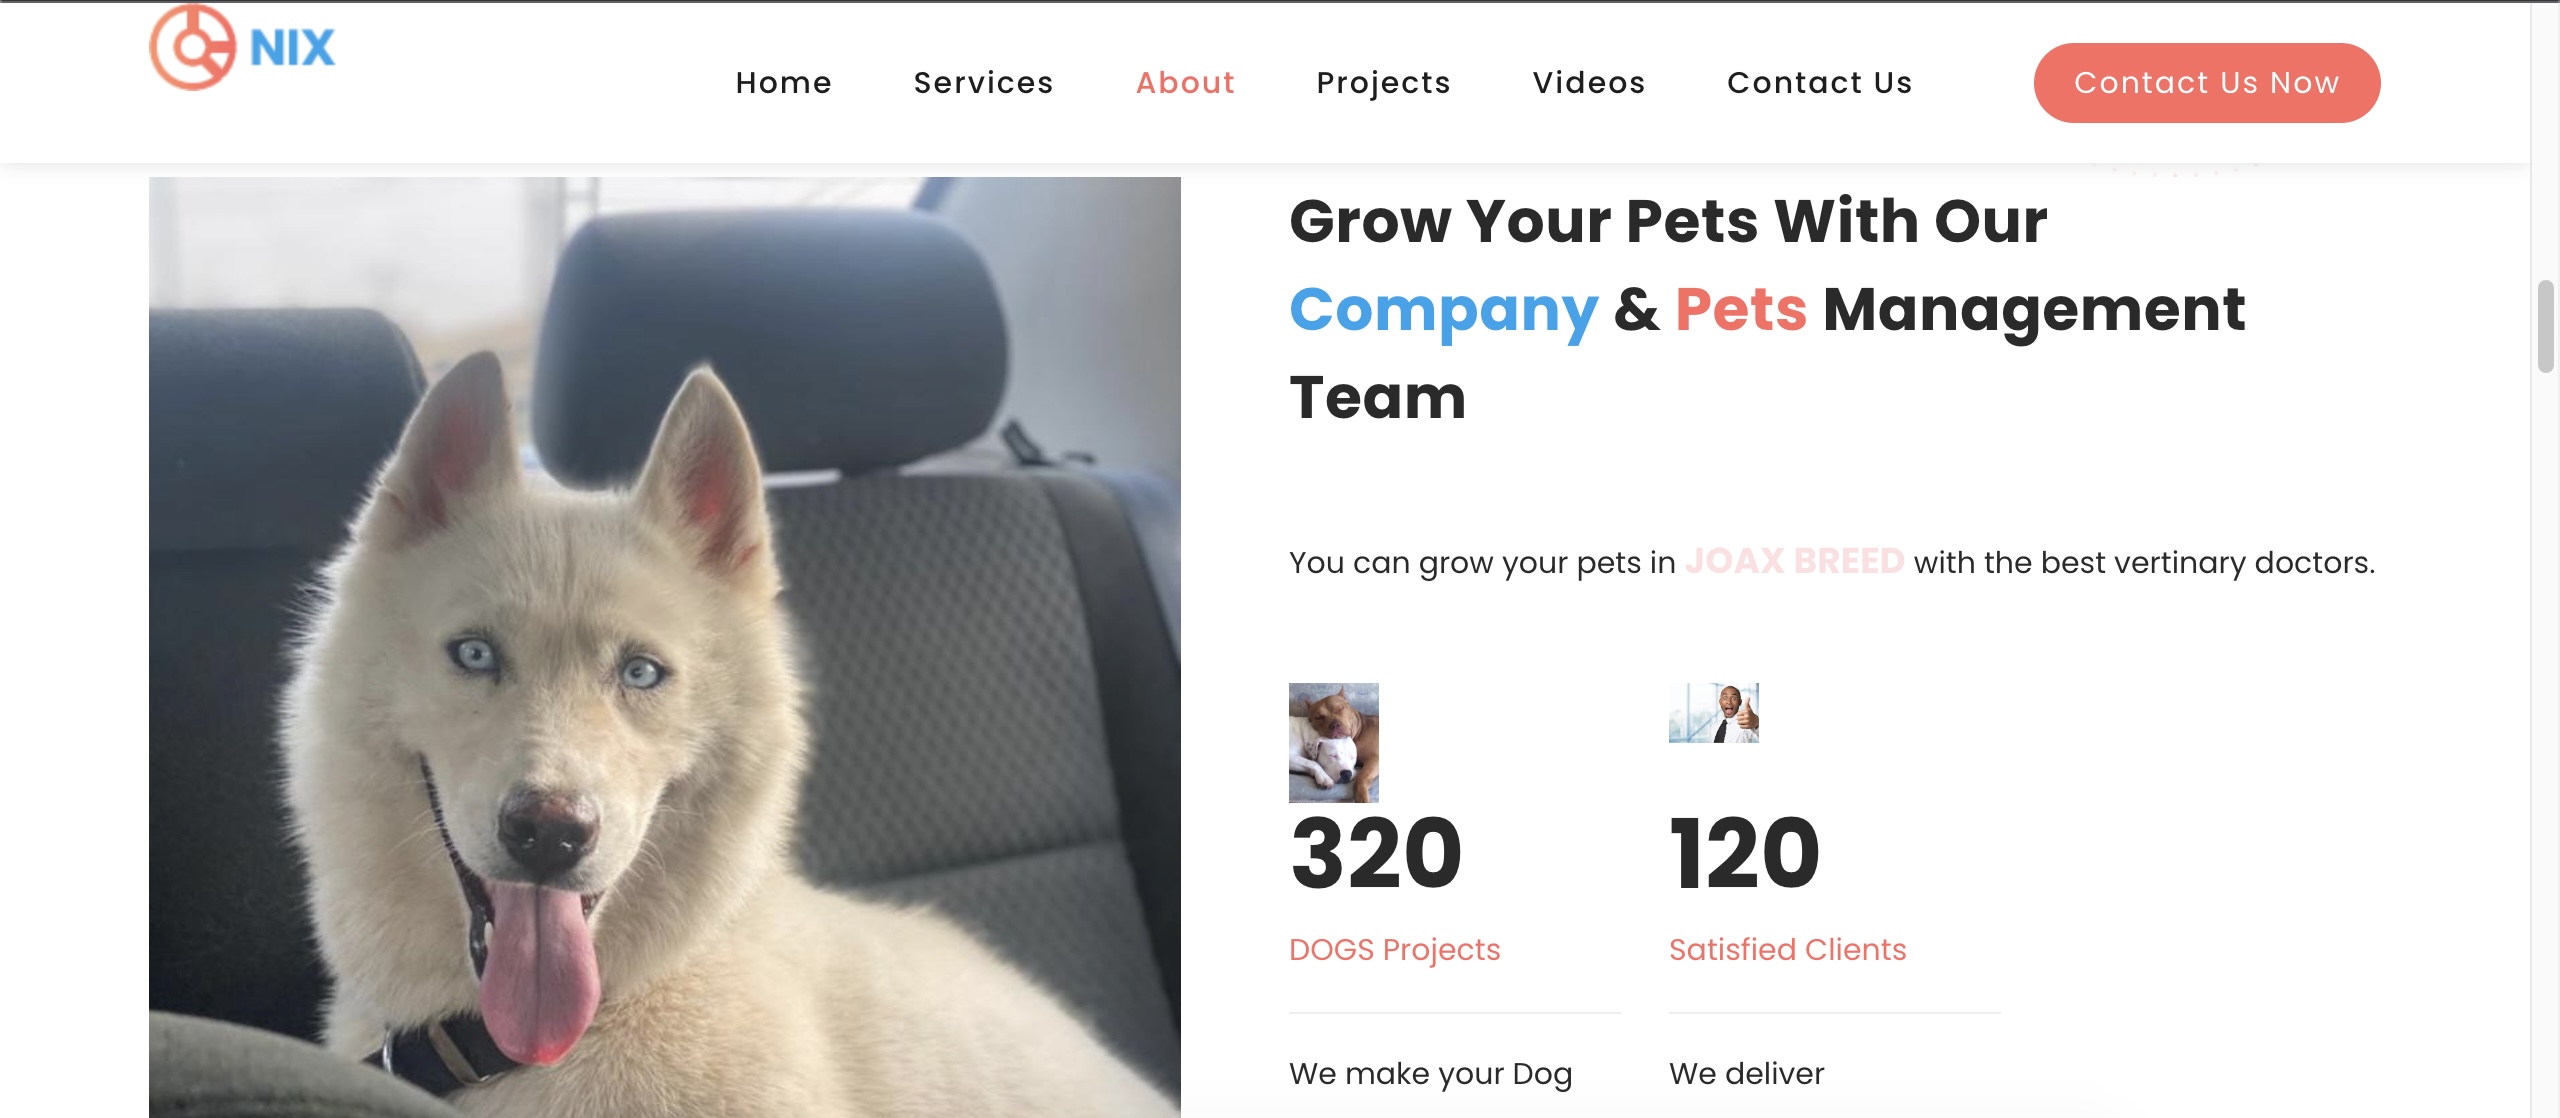 NIX
Home Services About Projects Videos Contact Us Contact Us Now
Grow Your Pets With Our
Company & Pets Management
Team
You can grow your pets in JOAX BREED with the best vertinary doctors.
320
DOGS Projects
We make your Dog
120
Satisfied Clients
We deliver